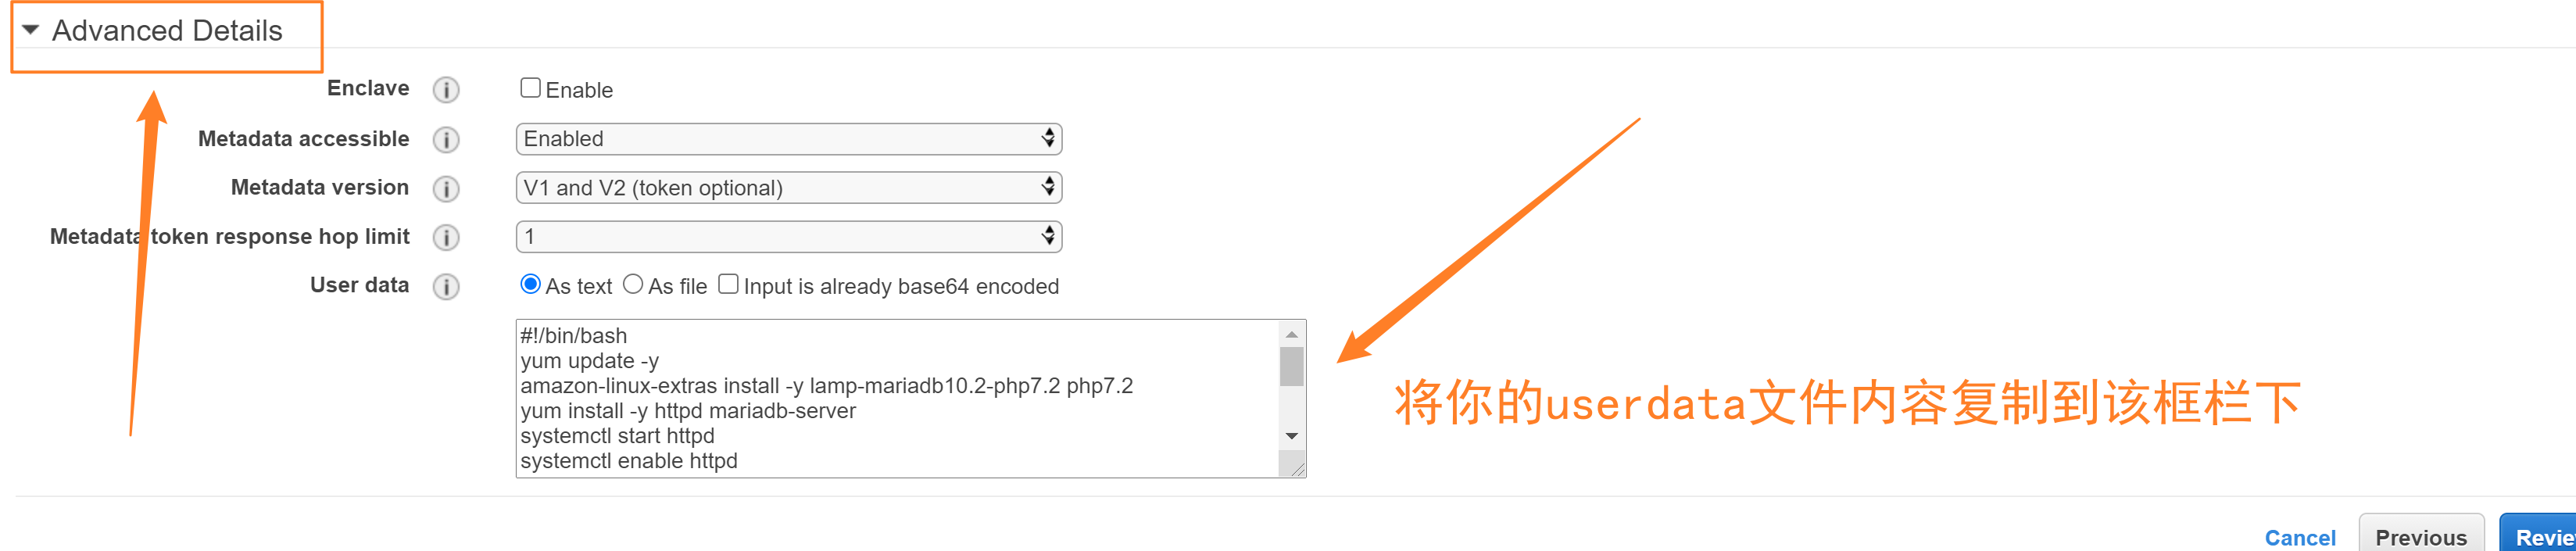 Advanced Details
Enclave Enable
Metadata accessible Enabled
Metadata version V1 and V2 (token optional)
Metadata token response hop limit 1
User data As text As file Input is already base64 encoded
#!/bin/bash
yum update -y
amazon-linux-extras install -y lamp-mariadb10.2-php7.2 php7.2
yum install -y httpd mariadb-server
systemctl start httpd
systemctl enable httpd
将你的userdata文件内容复制到该框栏下
Cancel Previous Revie